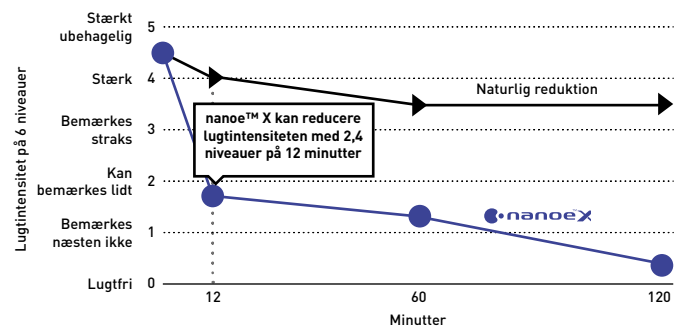 Lugtintensitet på 6 niveauer
Stærkt
ubehagelig
5
Stærk
4
Bemærkes
straks
3
Kan
bemærkes lidt
2
Bemærkes
næsten ikke
1
Lugtfri
0
Naturlig reduktion
nanoe™ X kan reducere
lugtintensiteten med 2,4
niveauer på 12 minutter
nanoe™X
12
60
120
Minutter